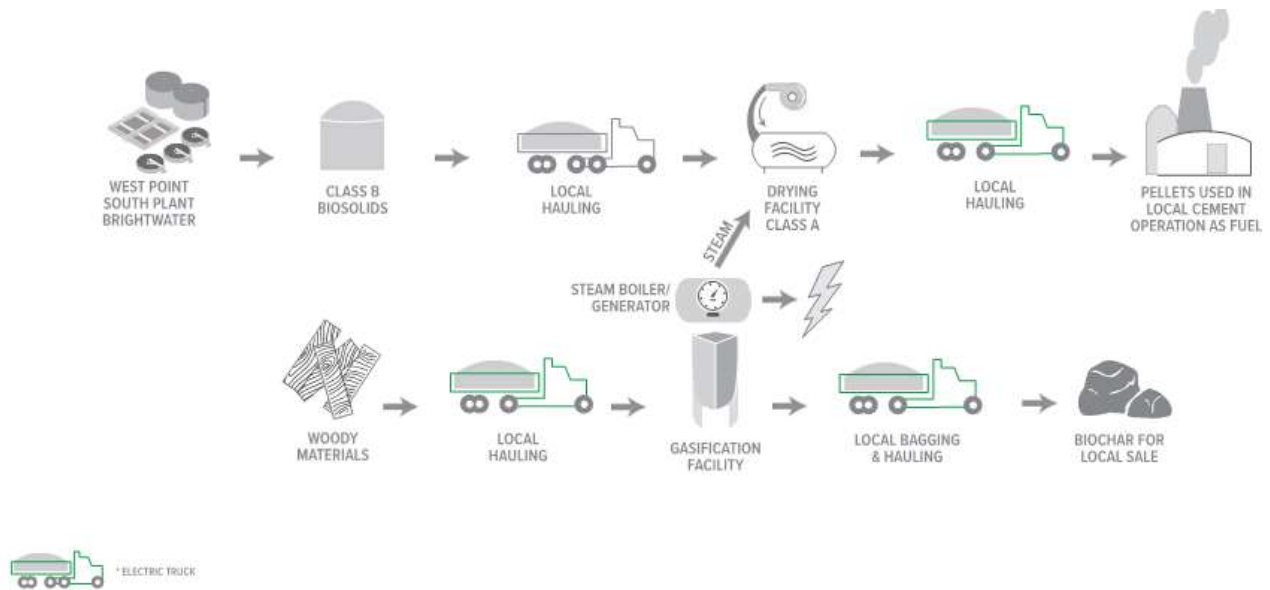 WEST POINT
SOUTH PLANT
BRIGHTWATER
CLASS B
BIOSOLIDS
LOCAL
HAULING
DRYING
FACILITY
CLASS A
LOCAL
HAULING
PELLETS USED IN
LOCAL CEMENT
OPERATION AS FUEL
STEAM
STEAM BOILER/
GENERATOR
WOODY
MATERIALS
LOCAL
HAULING
GASIFICATION
FACILITY
LOCAL BAGGING
& HAULING
BIOCHAR FOR
LOCAL SALE
* ELECTRIC TRUCK